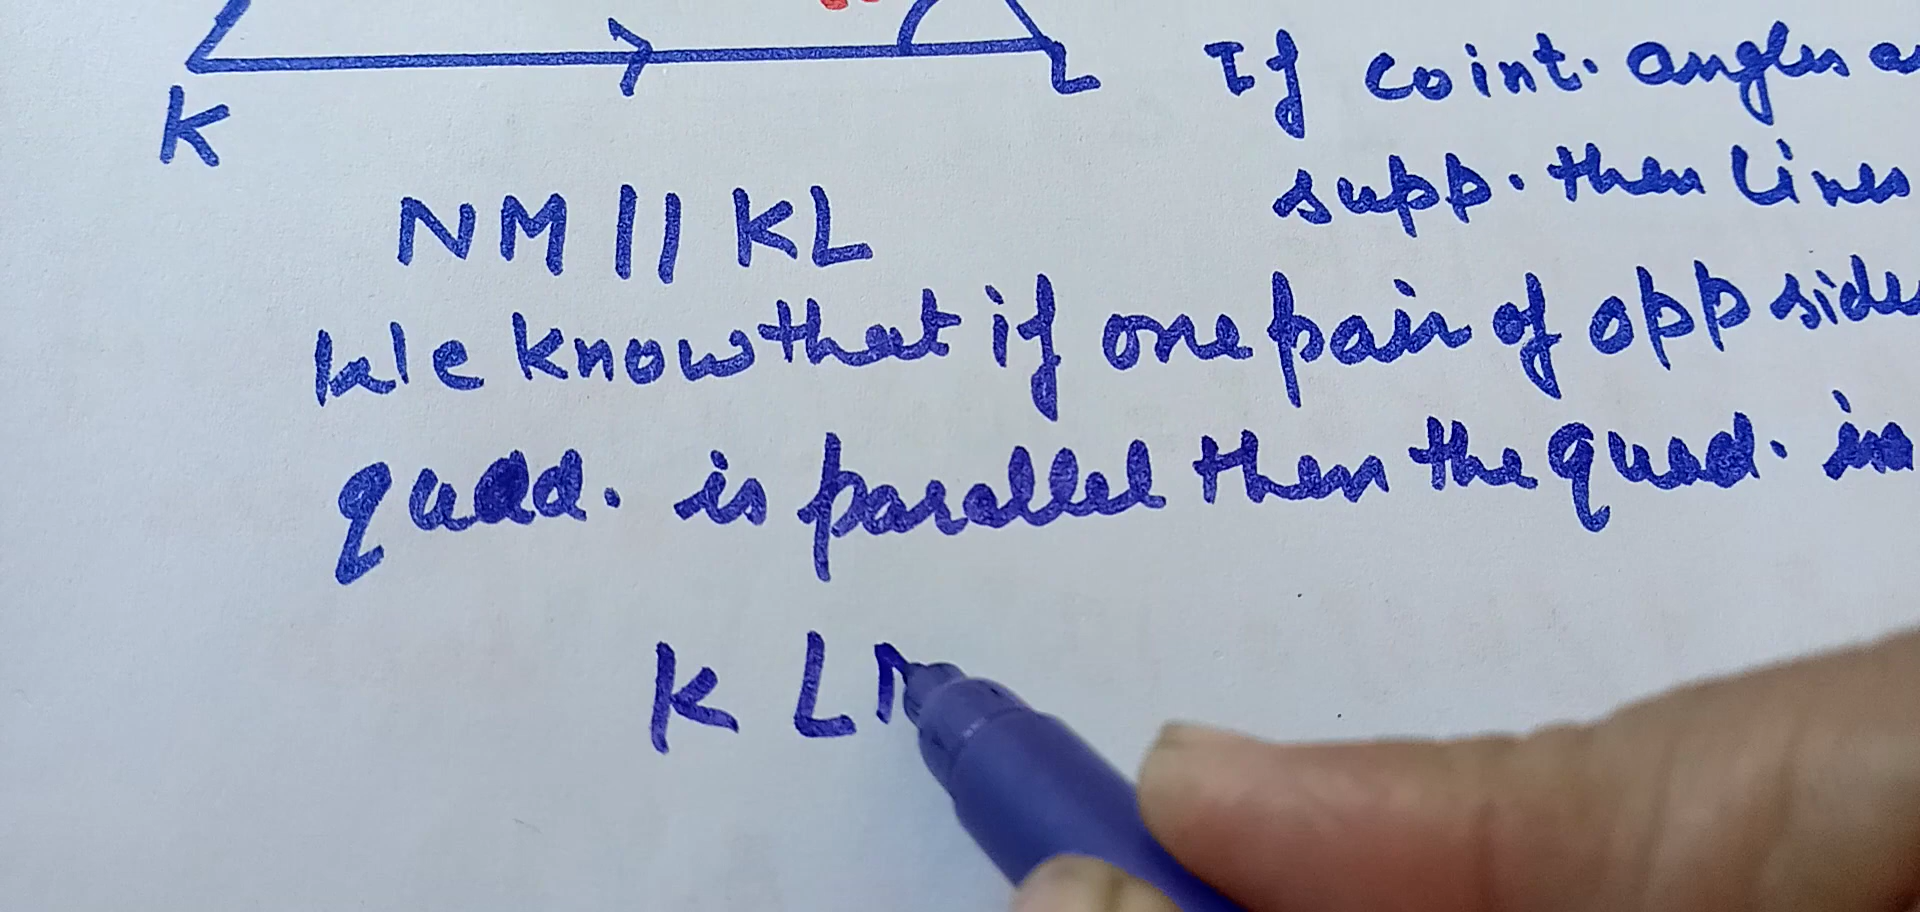 K
L
If coint. angles
supp. then lines
NM || KL
We know that if one pair of opp sides
quad. is parallel then the quad. is
K L